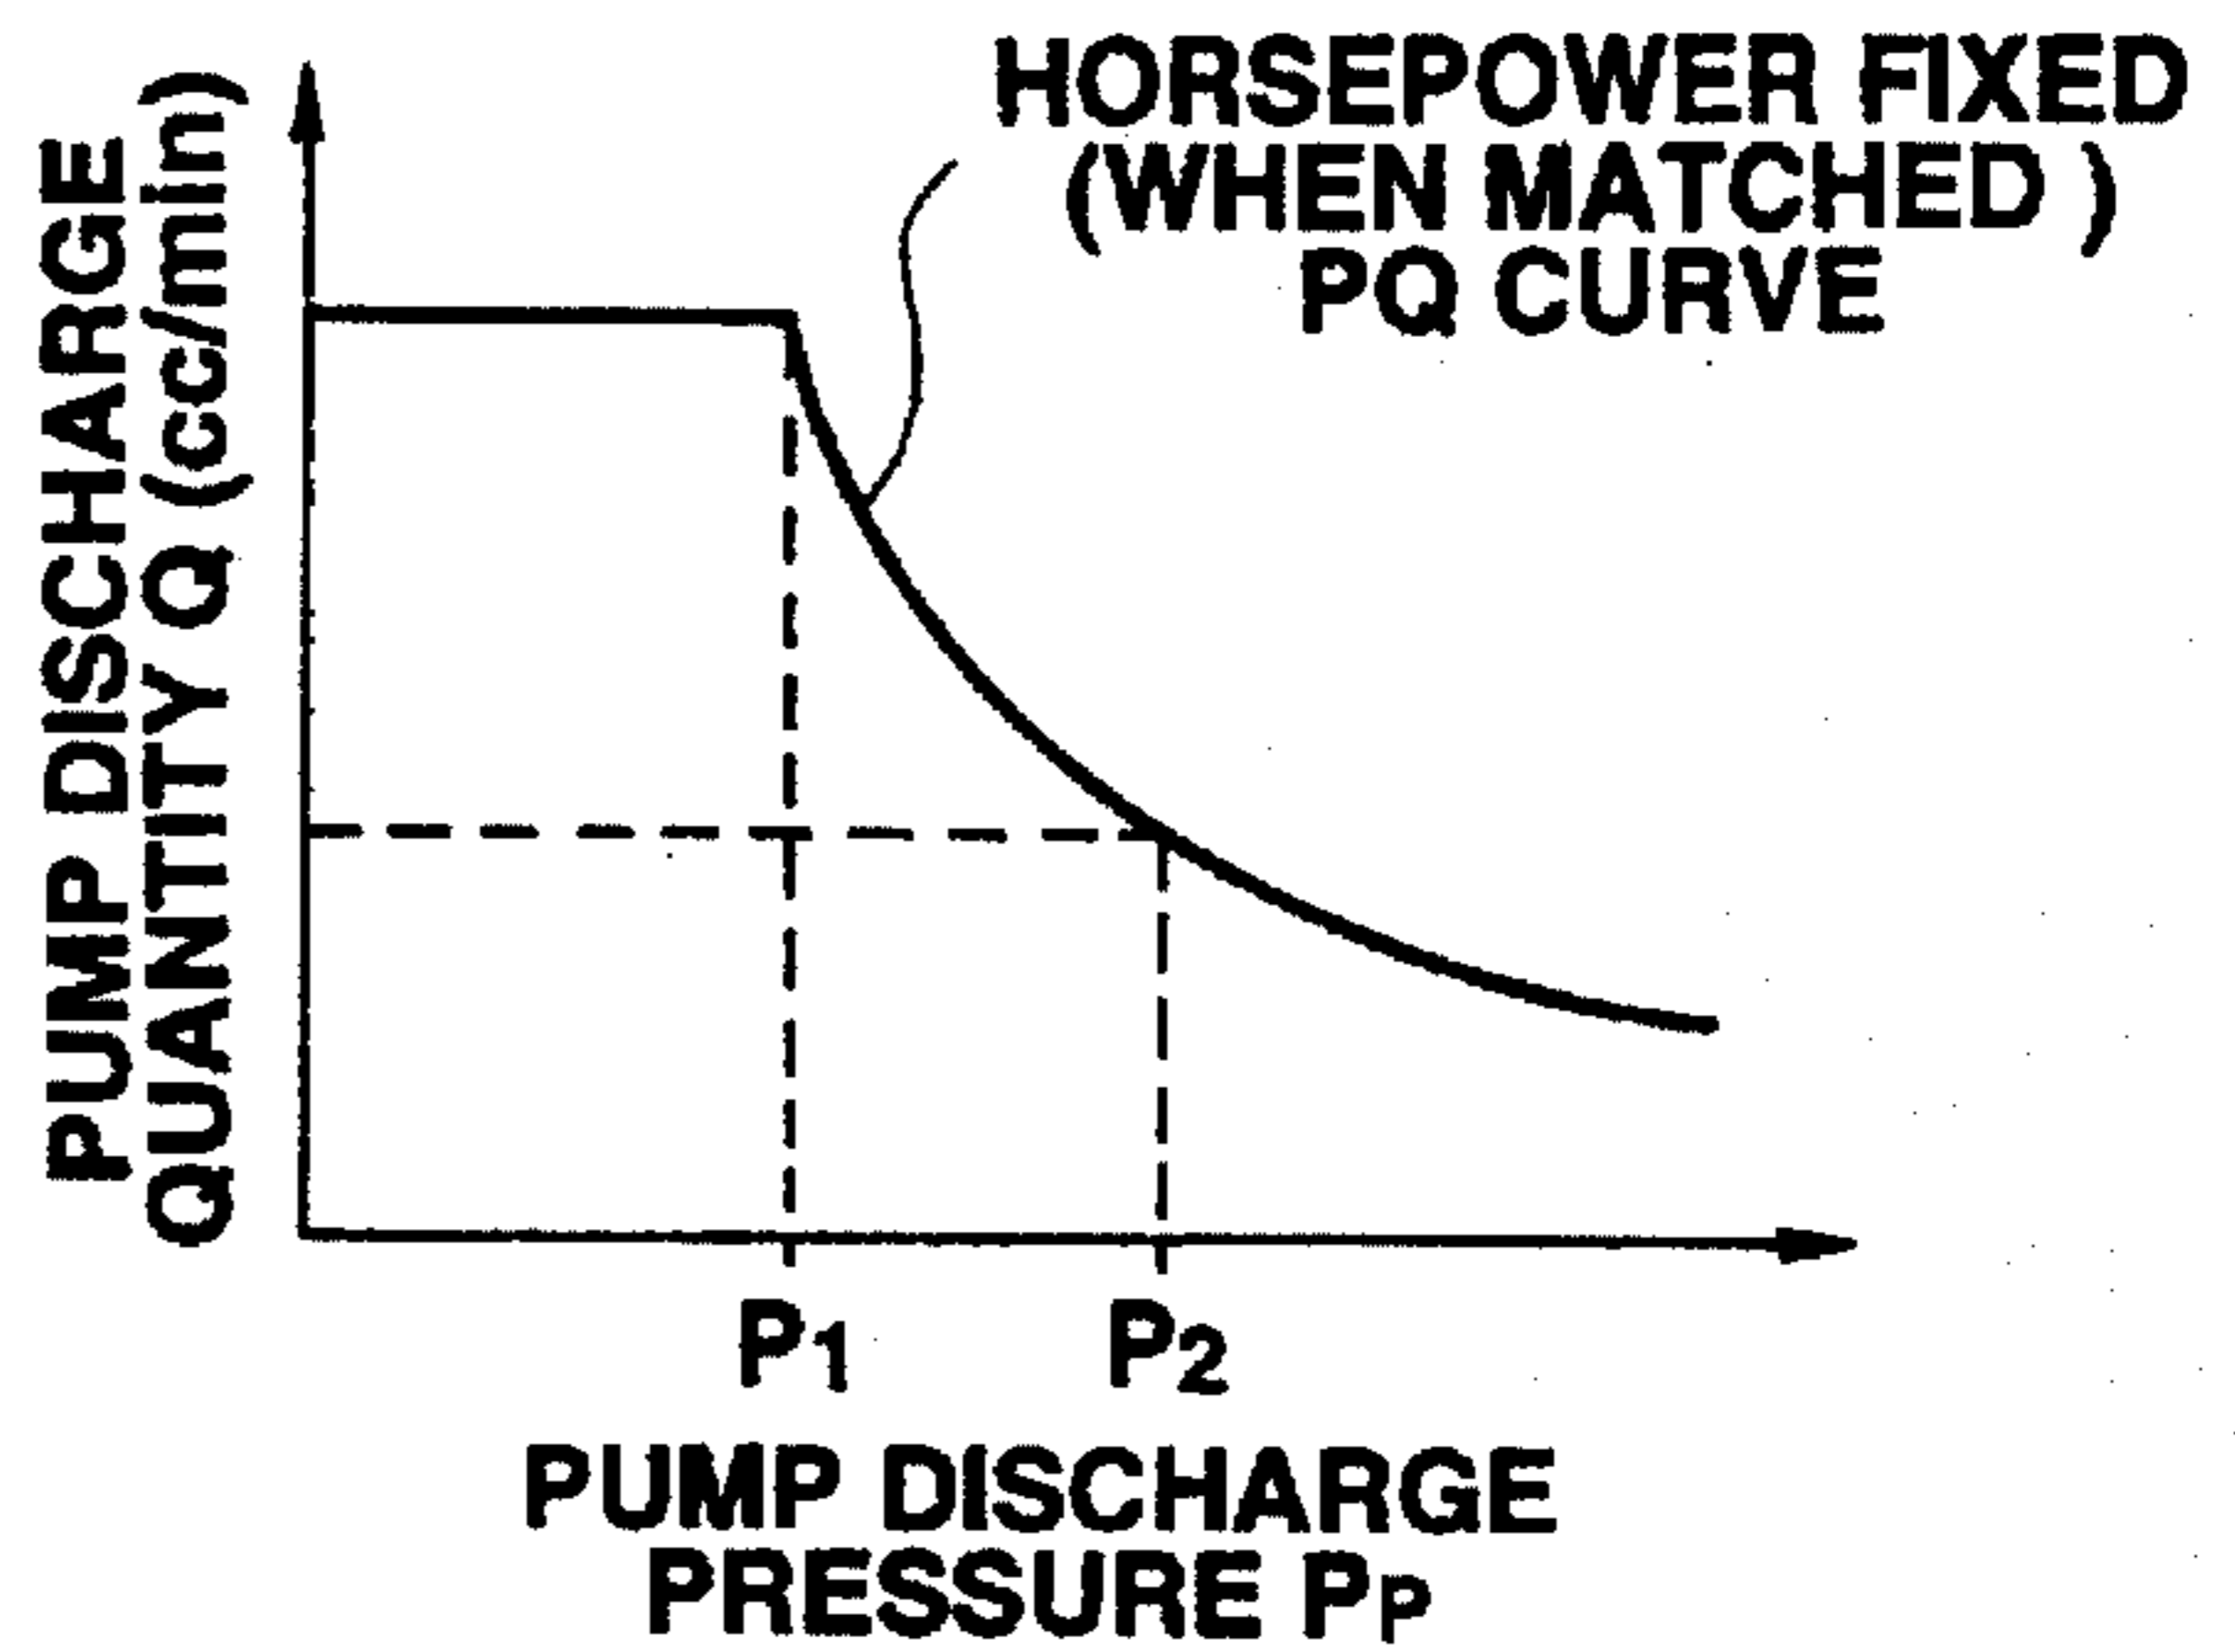 PUMP DISCHARGE
QUANTITY Q (cc/min)
HORSEPOWER FIXED
(WHEN MATCHED)
PQ CURVE
P1
P2
PUMP DISCHARGE
PRESSURE PP